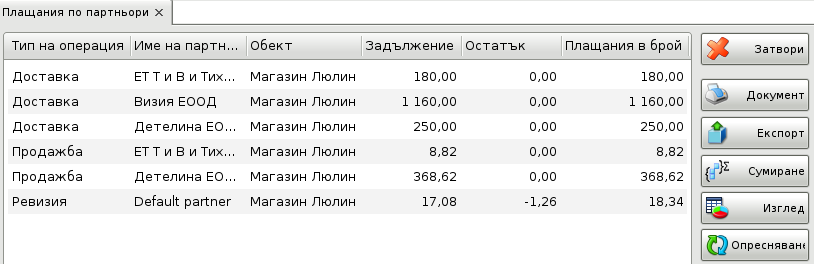 Плащания по партньори ×
Тип на операция Име на партн... Обект Задължение Остатък Плащания в брой
Доставка ЕТ Т и В и Тих... Магазин Люлин 180,00 0,00 180,00
Доставка Визия ЕООД Магазин Люлин 1 160,00 0,00 1 160,00
Доставка Детелина ЕО... Магазин Люлин 250,00 0,00 250,00
Продажба ЕТ Т и В и Тих... Магазин Люлин 8,82 0,00 8,82
Продажба Детелина ЕО... Магазин Люлин 368,62 0,00 368,62
Ревизия Default partner Магазин Люлин 17,08 -1,26 18,34
Затвори
Документ
Експорт
Сумиране
Изглед
Опресняване